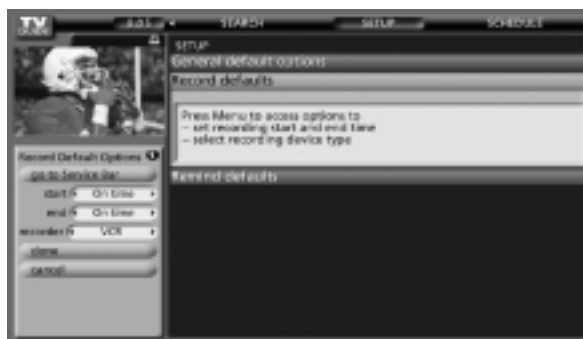 TV
GUIDE
SEARCH SETUP SCHEDULE
SETUP
General default options
Record defaults
Press Menu to access options to
– set recording start and end time
– select recording device type
Record Default Options
go to Service Bar
start On time
end On time
recorder VCR
done
cancel
Remind defaults